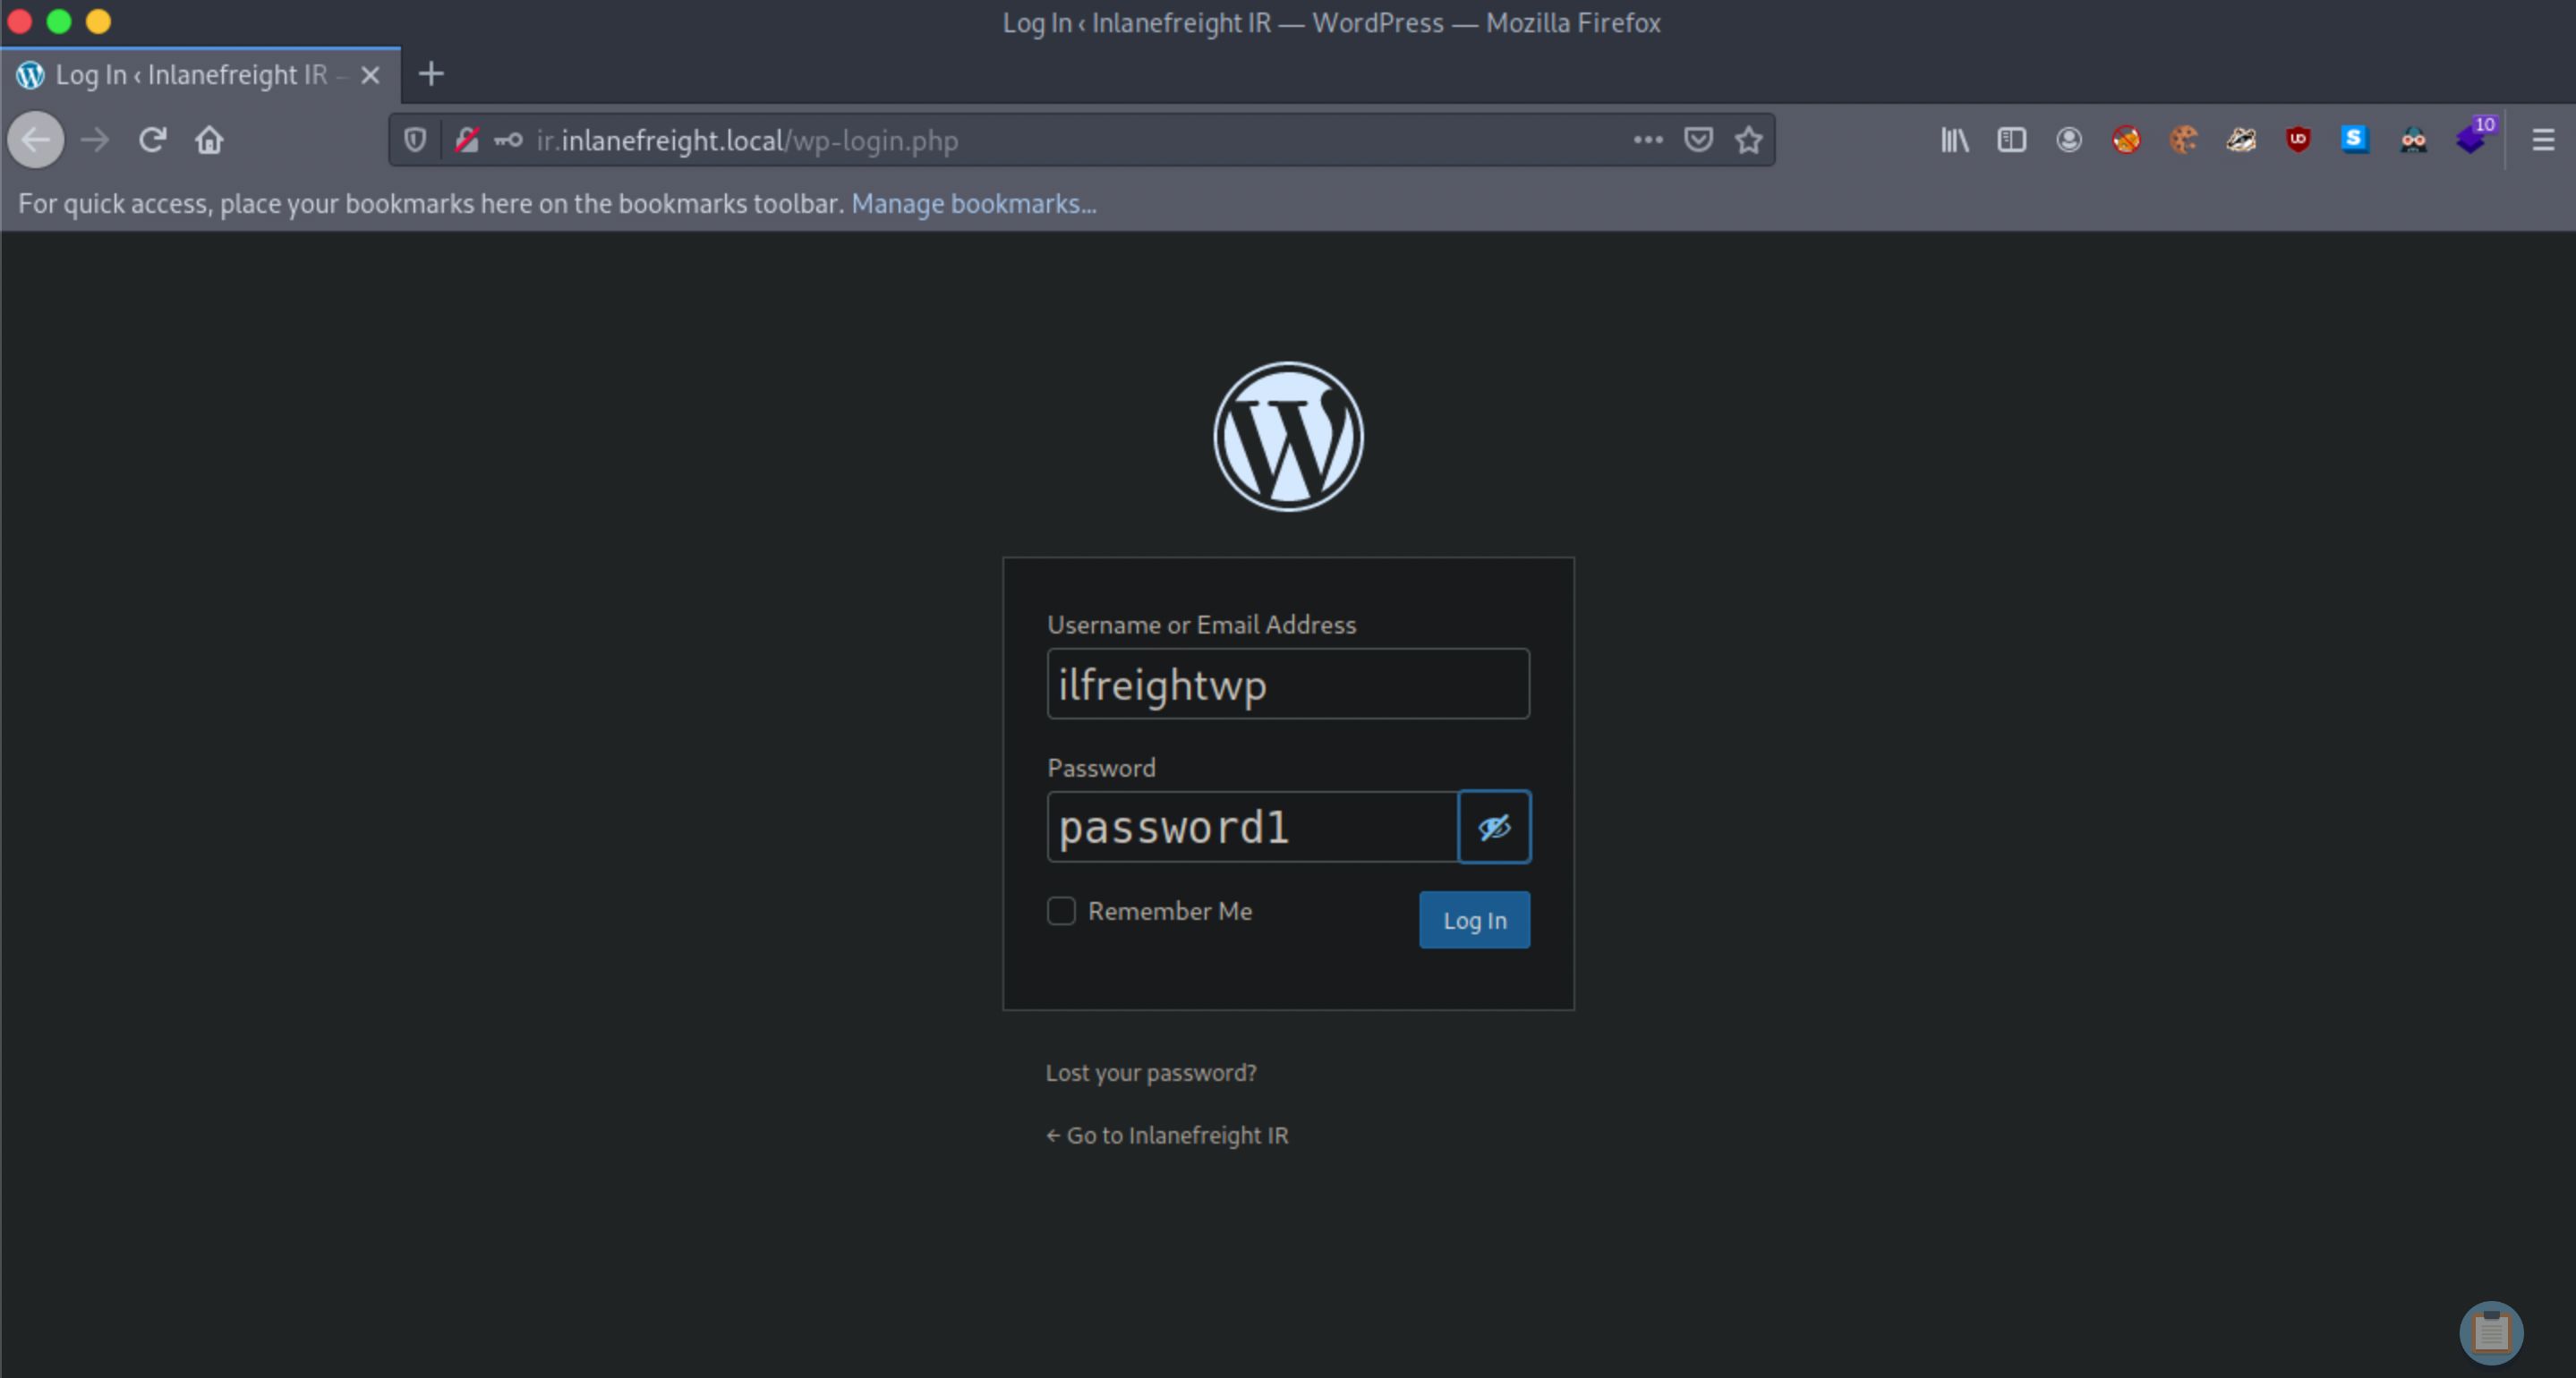 Log In ‹ Inlanefreight IR — WordPress — Mozilla Firefox
Log In ‹ Inlanefreight IR –
ir.inlanefreight.local/wp-login.php
10
For quick access, place your bookmarks here on the bookmarks toolbar. Manage bookmarks...
Username or Email Address
ilfreightwp
Password
password1
Remember Me
Log In
Lost your password?
← Go to Inlanefreight IR